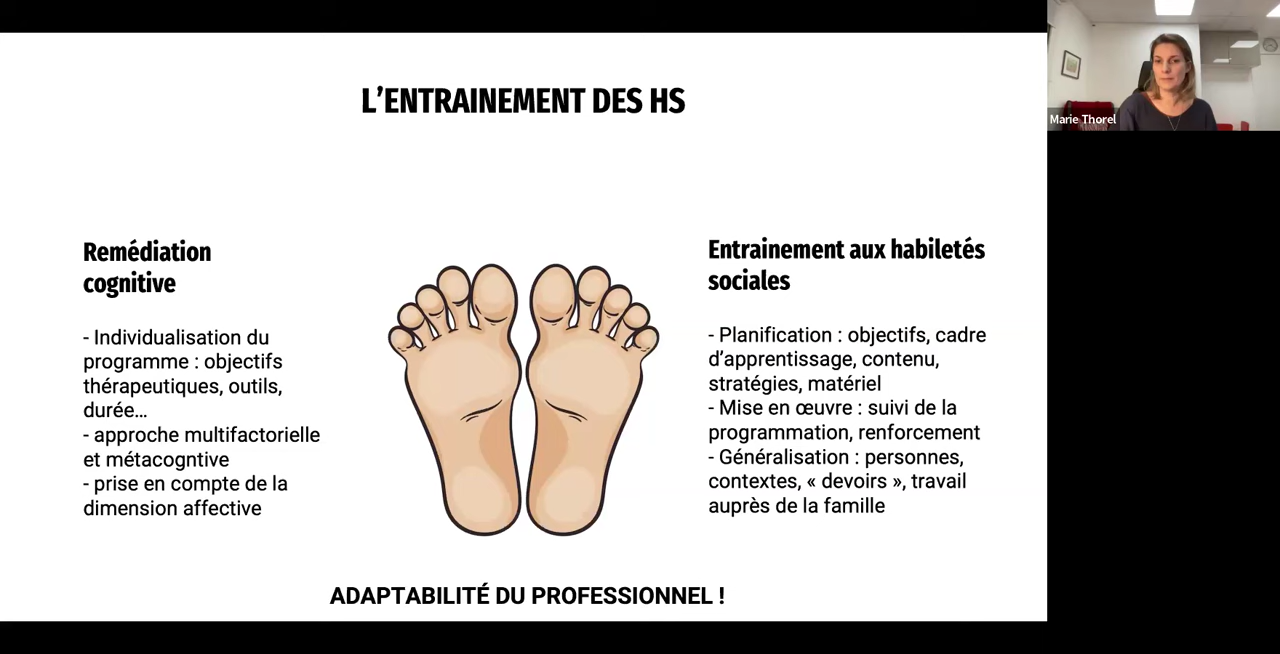 L'ENTRAINEMENT DES HS
Remédiation
cognitive
- Individualisation du
programme : objectifs
thérapeutiques, outils,
durée...
- approche multifactorielle
et métacogntive
- prise en compte de la
dimension affective
Entrainement aux habiletés
sociales
- Planification : objectifs, cadre
d'apprentissage, contenu,
stratégies, matériel
- Mise en œuvre : suivi de la
programmation, renforcement
- Généralisation : personnes,
contextes, « devoirs », travail
auprès de la famille
ADAPTABILITÉ DU PROFESSIONNEL !
Marie Thorel